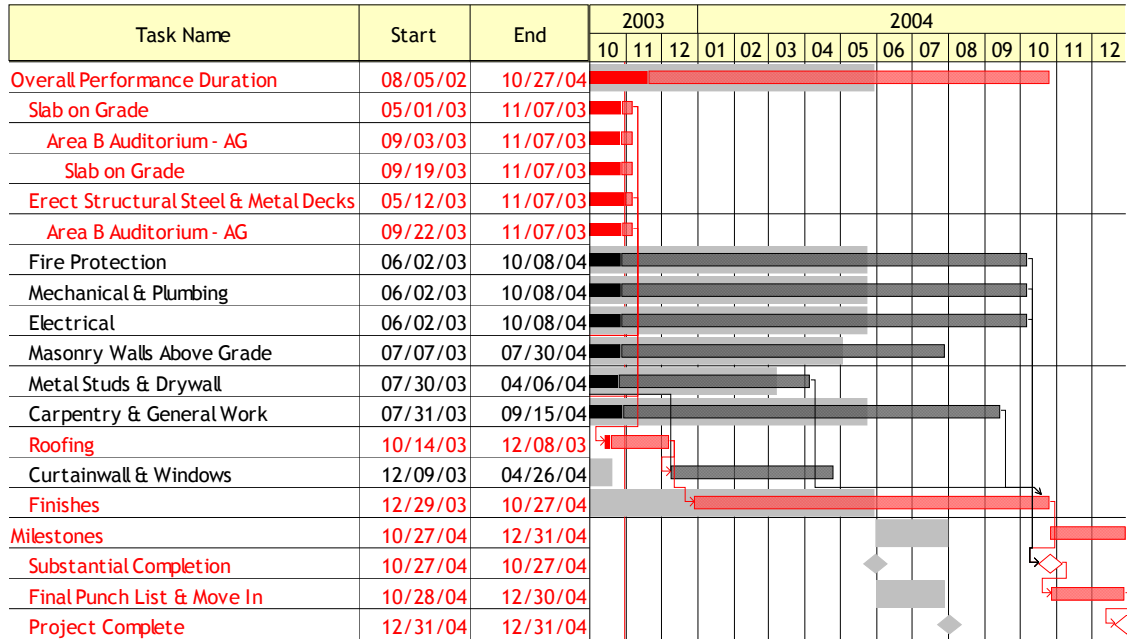 Task Name Start End 2003 2004
10 11 12 01 02 03 04 05 06 07 08 09 10 11 12
Overall Performance Duration 08/05/02 10/27/04
Slab on Grade 05/01/03 11/07/03
Area B Auditorium - AG 09/03/03 11/07/03
Slab on Grade 09/19/03 11/07/03
Erect Structural Steel & Metal Decks 05/12/03 11/07/03
Area B Auditorium - AG 09/22/03 11/07/03
Fire Protection 06/02/03 10/08/04
Mechanical & Plumbing 06/02/03 10/08/04
Electrical 06/02/03 10/08/04
Masonry Walls Above Grade 07/07/03 07/30/04
Metal Studs & Drywall 07/30/03 04/06/04
Carpentry & General Work 07/31/03 09/15/04
Roofing 10/14/03 12/08/03
Curtainwall & Windows 12/09/03 04/26/04
Finishes 12/29/03 10/27/04
Milestones 10/27/04 12/31/04
Substantial Completion 10/27/04 10/27/04
Final Punch List & Move In 10/28/04 12/30/04
Project Complete 12/31/04 12/31/04